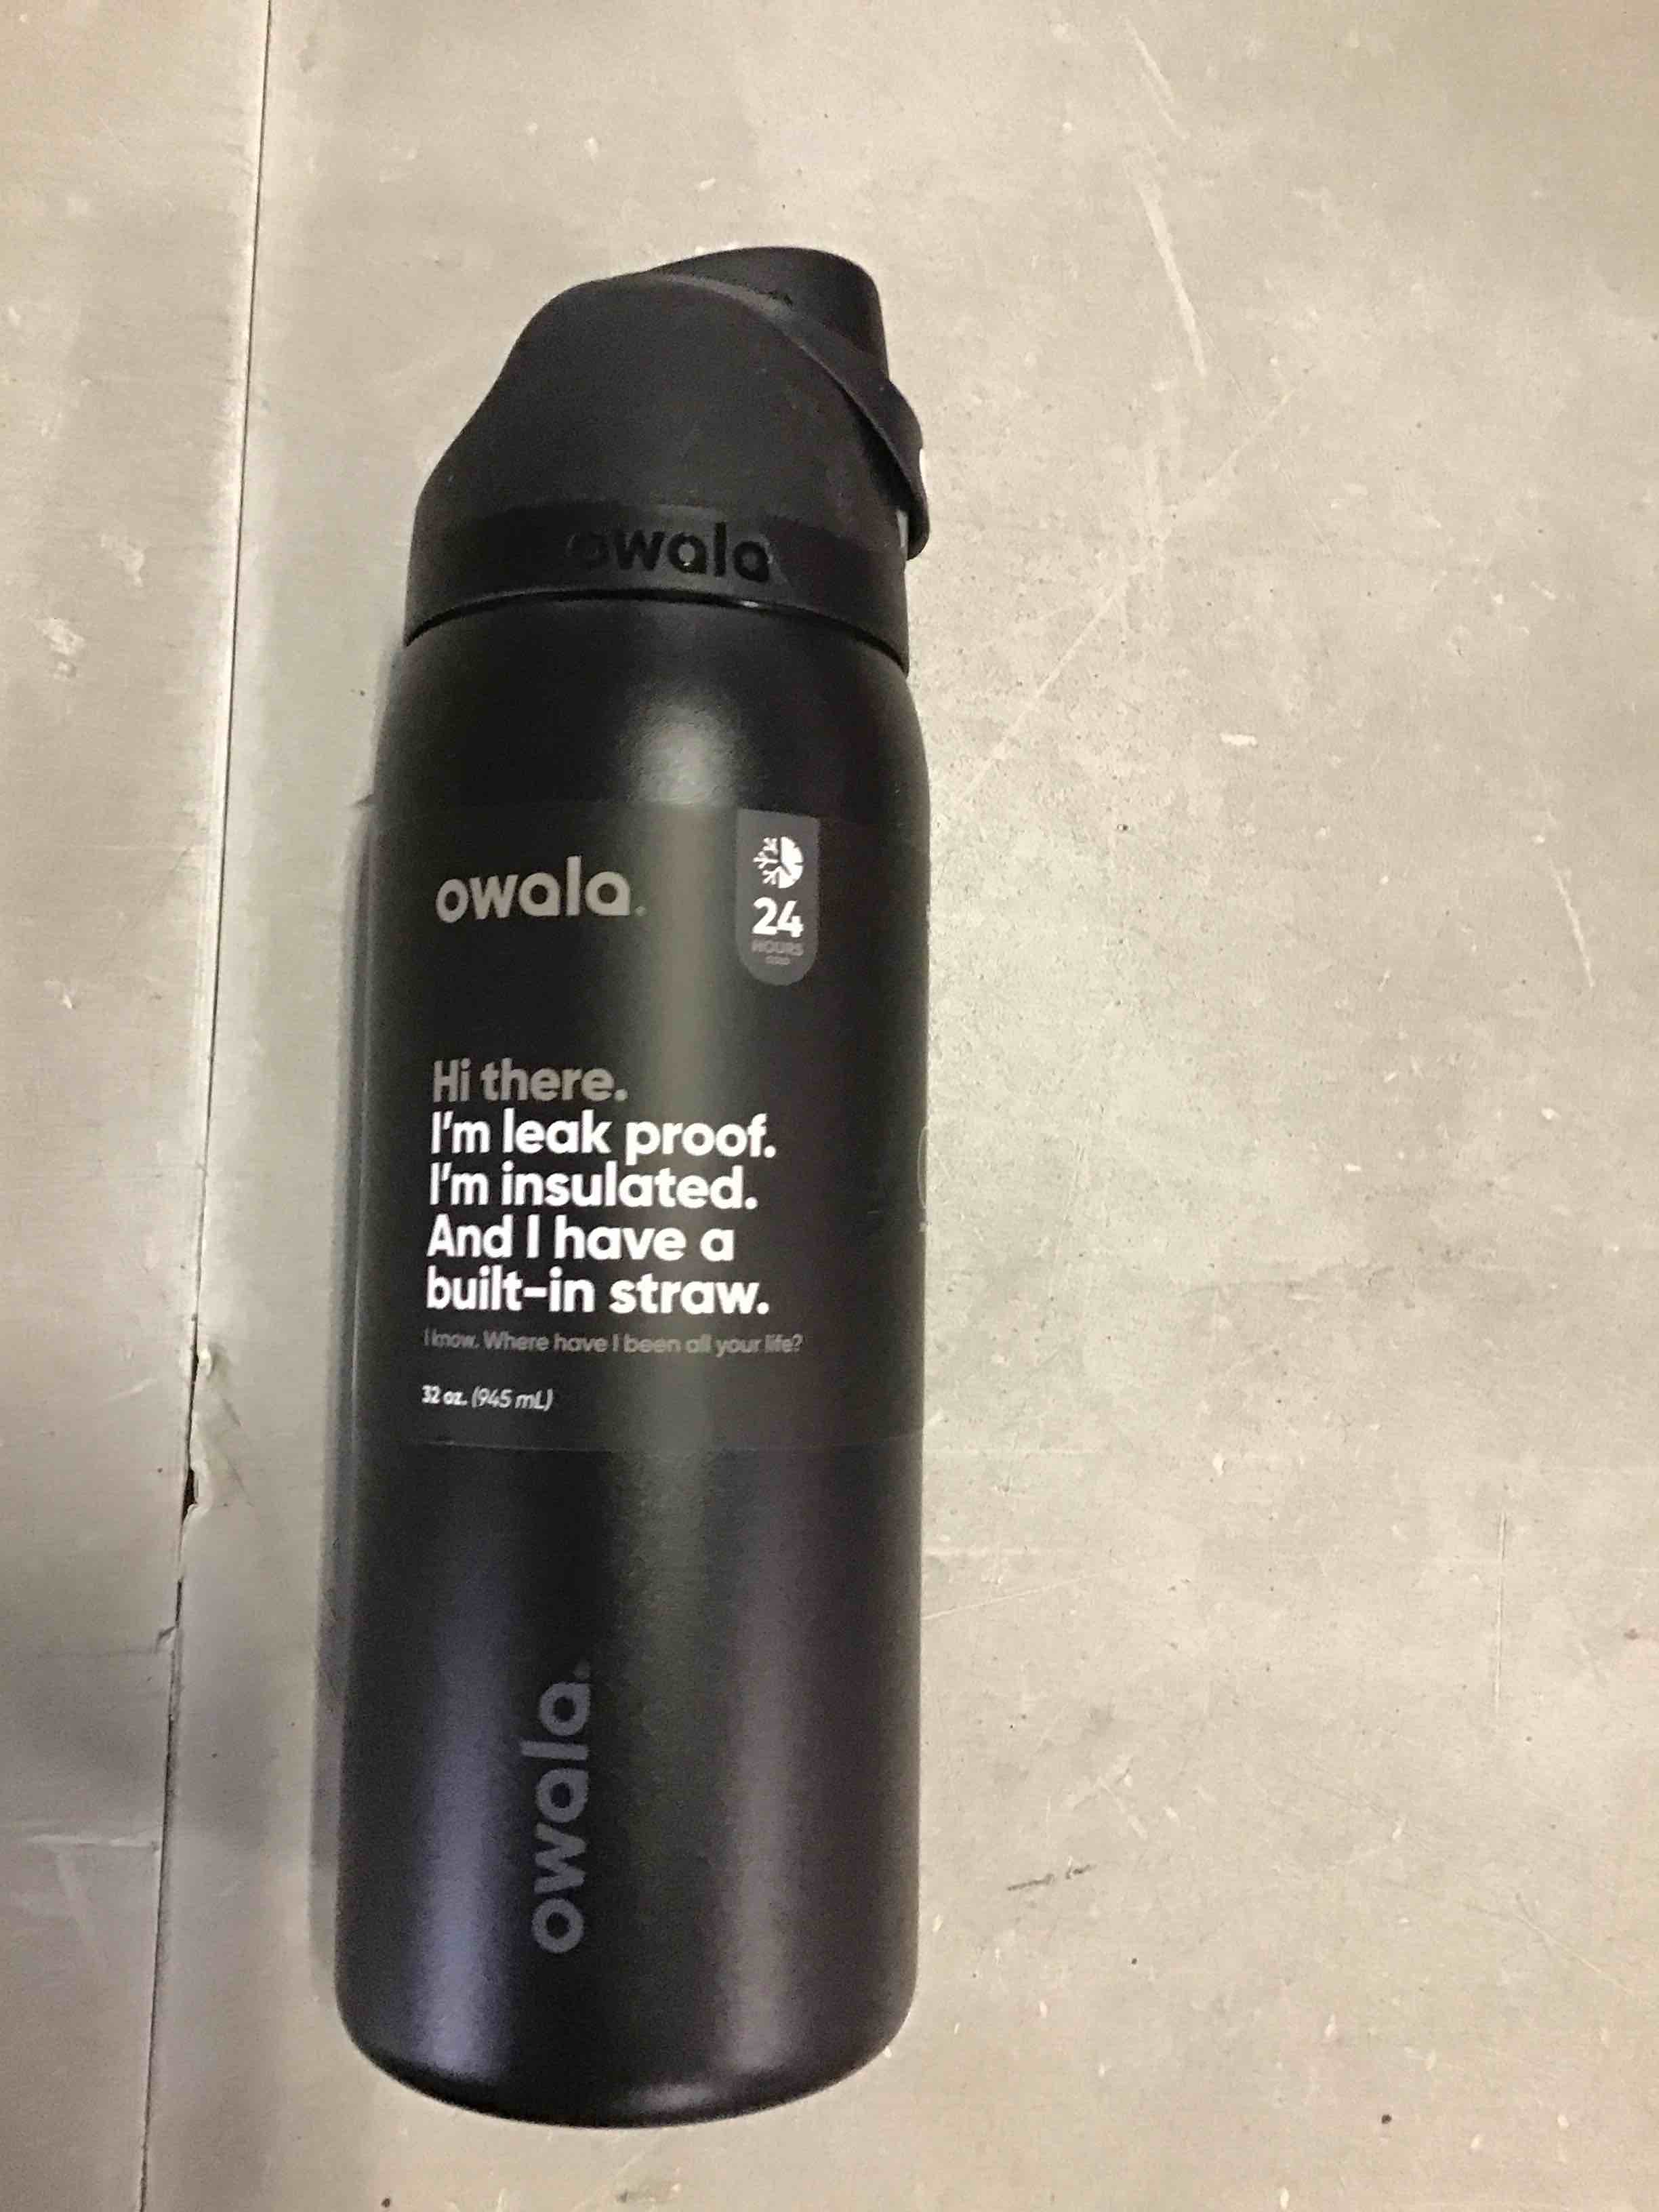 owala
owala.
24
HOURS
COLD
Hi there.
I'm leak proof.
I'm insulated.
And I have a
built-in straw.
I know. Where have I been all your life?
32 oz. (945 mL)
owala.